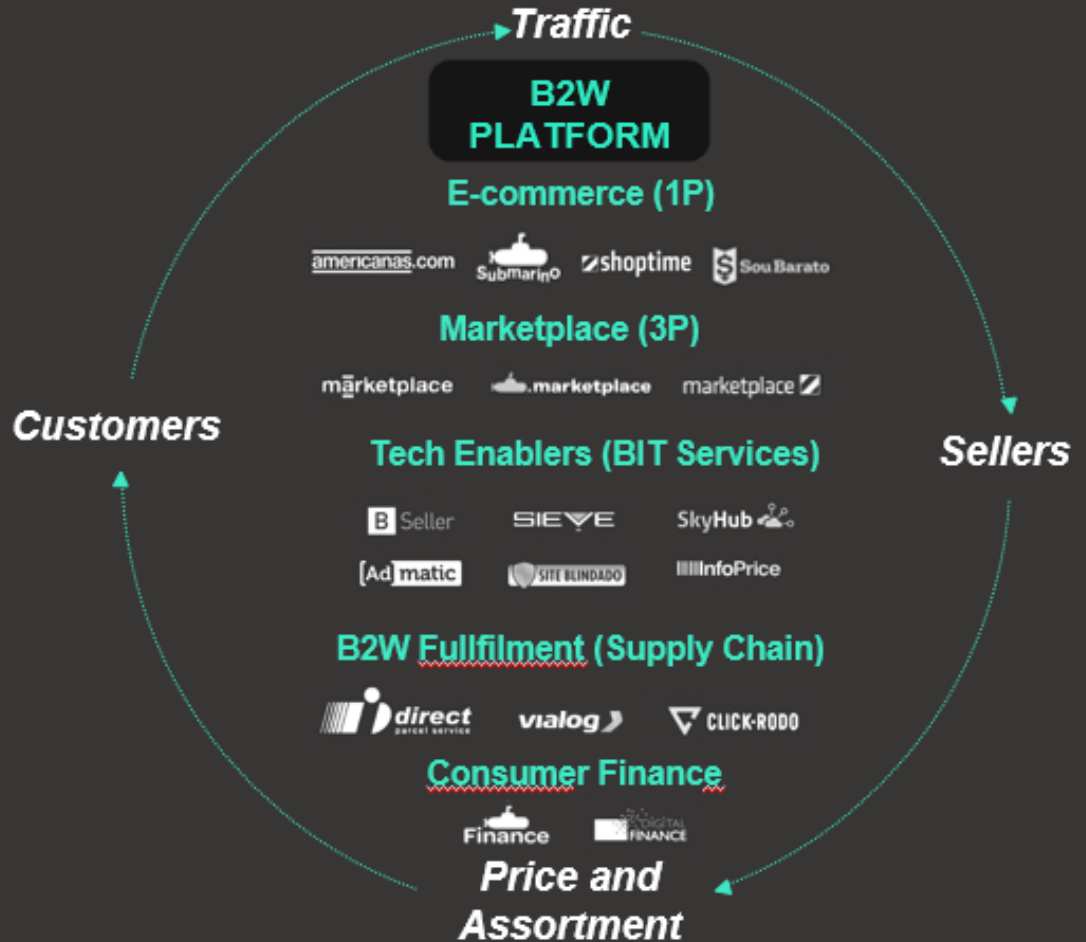 Traffic
B2W
PLATFORM
E-commerce (1P)
americanas.com Submarino shoptime Sou Barato
Marketplace (3P)
marketplace .marketplace marketplace
Customers
Sellers
Tech Enablers (BIT Services)
B Seller SIEVE SkyHub
[Ad]matic SITE BLINDADO InfoPrice
B2W Fullfilment (Supply Chain)
direct vialog CLICK-RODO
parcel service
Consumer Finance
Finance DIGITAL
FINANCE
Price and
Assortment